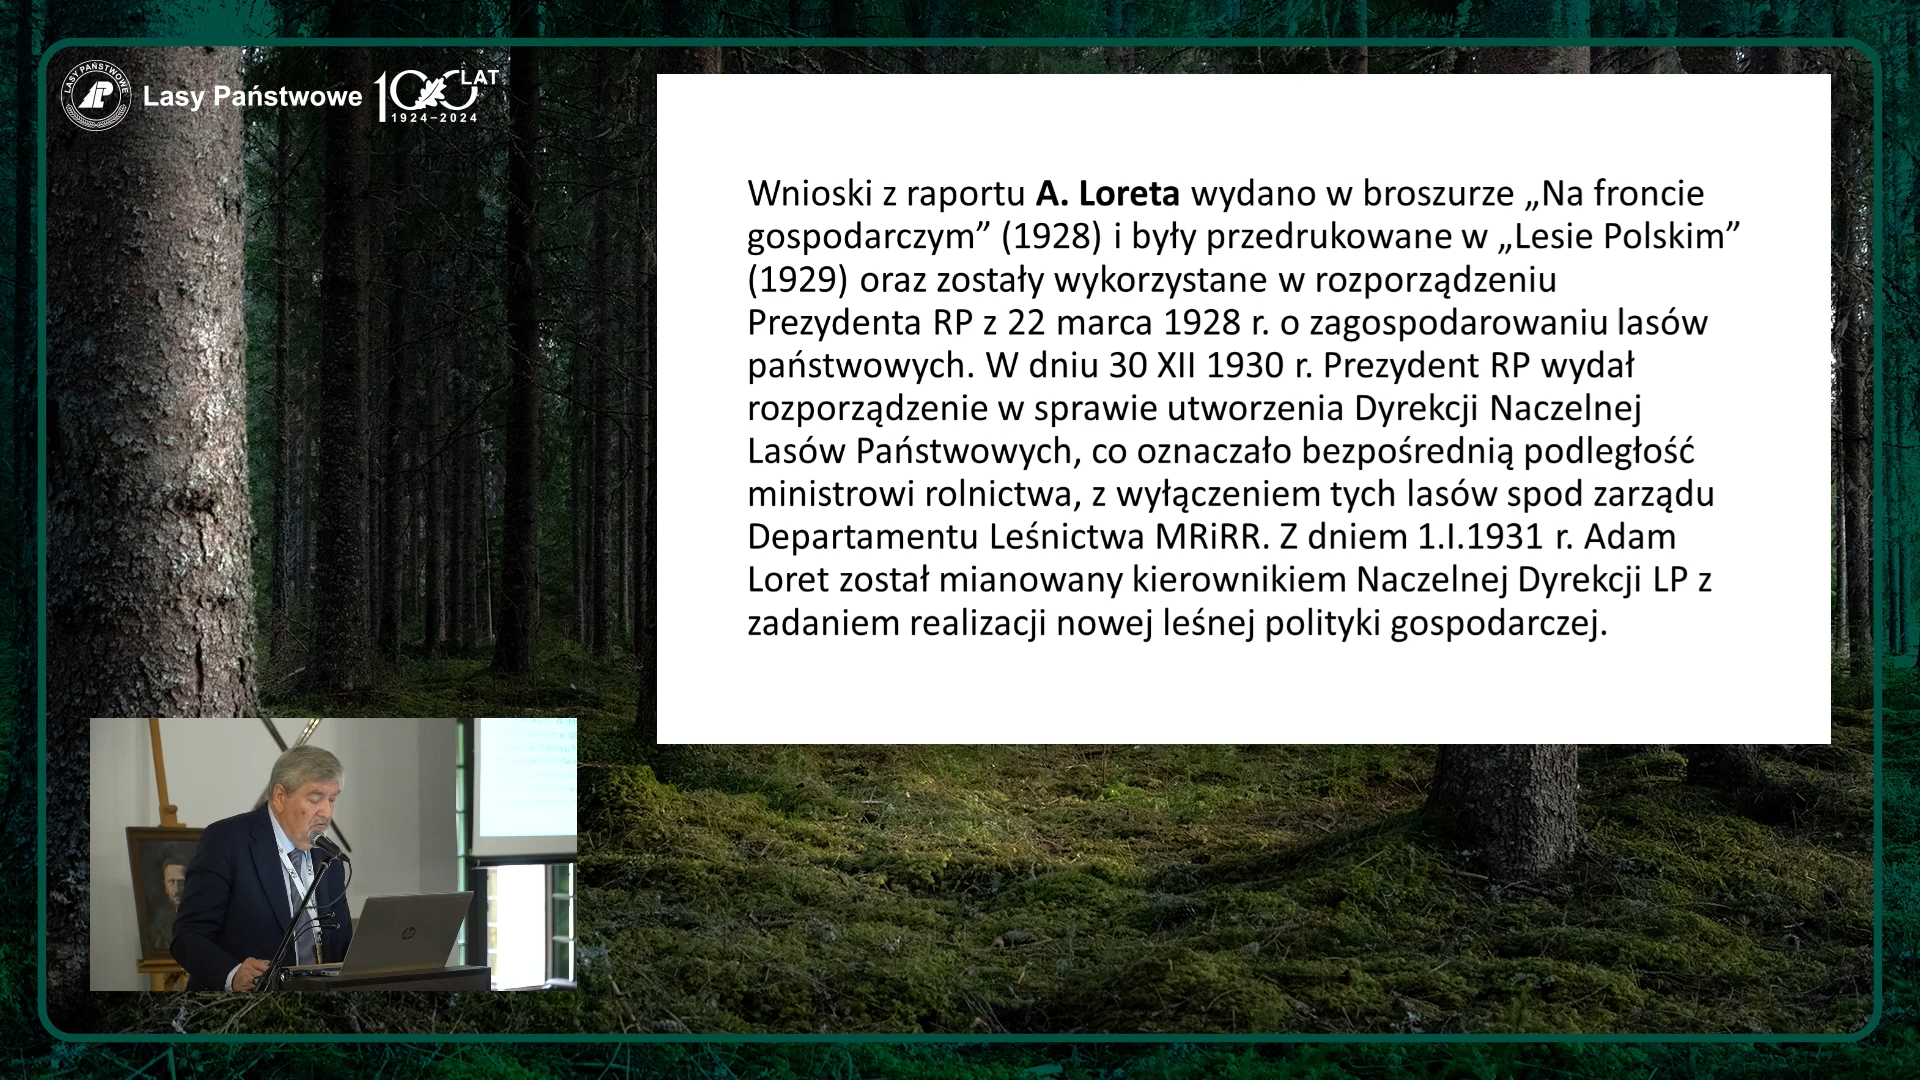 LASY PAŃSTWOWE
LP
Lasy Państwowe
100 LAT
1924–2024
Wnioski z raportu A. Loreta wydano w broszurze „Na froncie
gospodarczym” (1928) i były przedrukowane w „Lesie Polskim”
(1929) oraz zostały wykorzystane w rozporządzeniu
Prezydenta RP z 22 marca 1928 r. o zagospodarowaniu lasów
państwowych. W dniu 30 XII 1930 r. Prezydent RP wydał
rozporządzenie w sprawie utworzenia Dyrekcji Naczelnej
Lasów Państwowych, co oznaczało bezpośrednią podległość
ministrowi rolnictwa, z wyłączeniem tych lasów spod zarządu
Departamentu Leśnictwa MRiRR. Z dniem 1.I.1931 r. Adam
Loret został mianowany kierownikiem Naczelnej Dyrekcji LP z
zadaniem realizacji nowej leśnej polityki gospodarczej.
hp